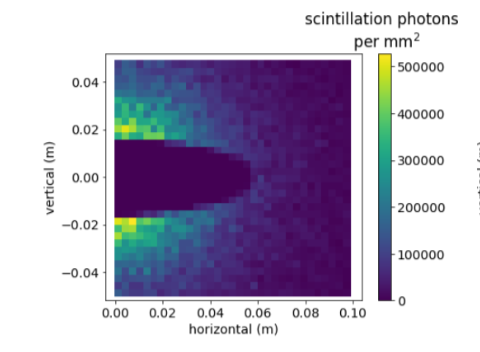 scintillation photons
per mm²
0.04
0.02
0.00
−0.02
−0.04
vertical (m)
0.00 0.02 0.04 0.06 0.08 0.10
horizontal (m)
500000
400000
300000
200000
100000
0